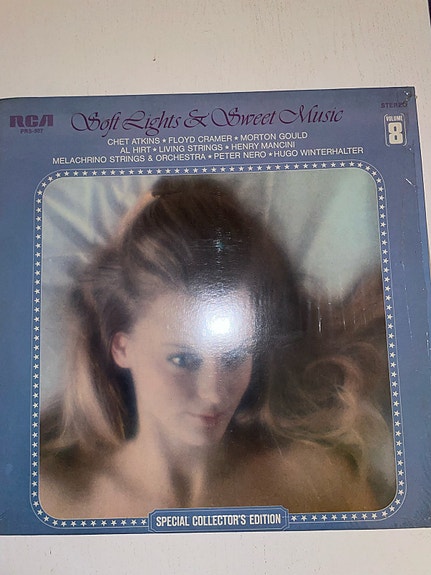 RCA
PRS-407
Soft Lights & Sweet Music
STEREO
CHET ATKINS ★ FLOYD CRAMER ★ MORTON GOULD
AL HIRT ★ LIVING STRINGS ★ HENRY MANCINI
MELACHRINO STRINGS & ORCHESTRA ★ PETER NERO ★ HUGO WINTERHALTER
VOLUME
8
SPECIAL COLLECTOR'S EDITION